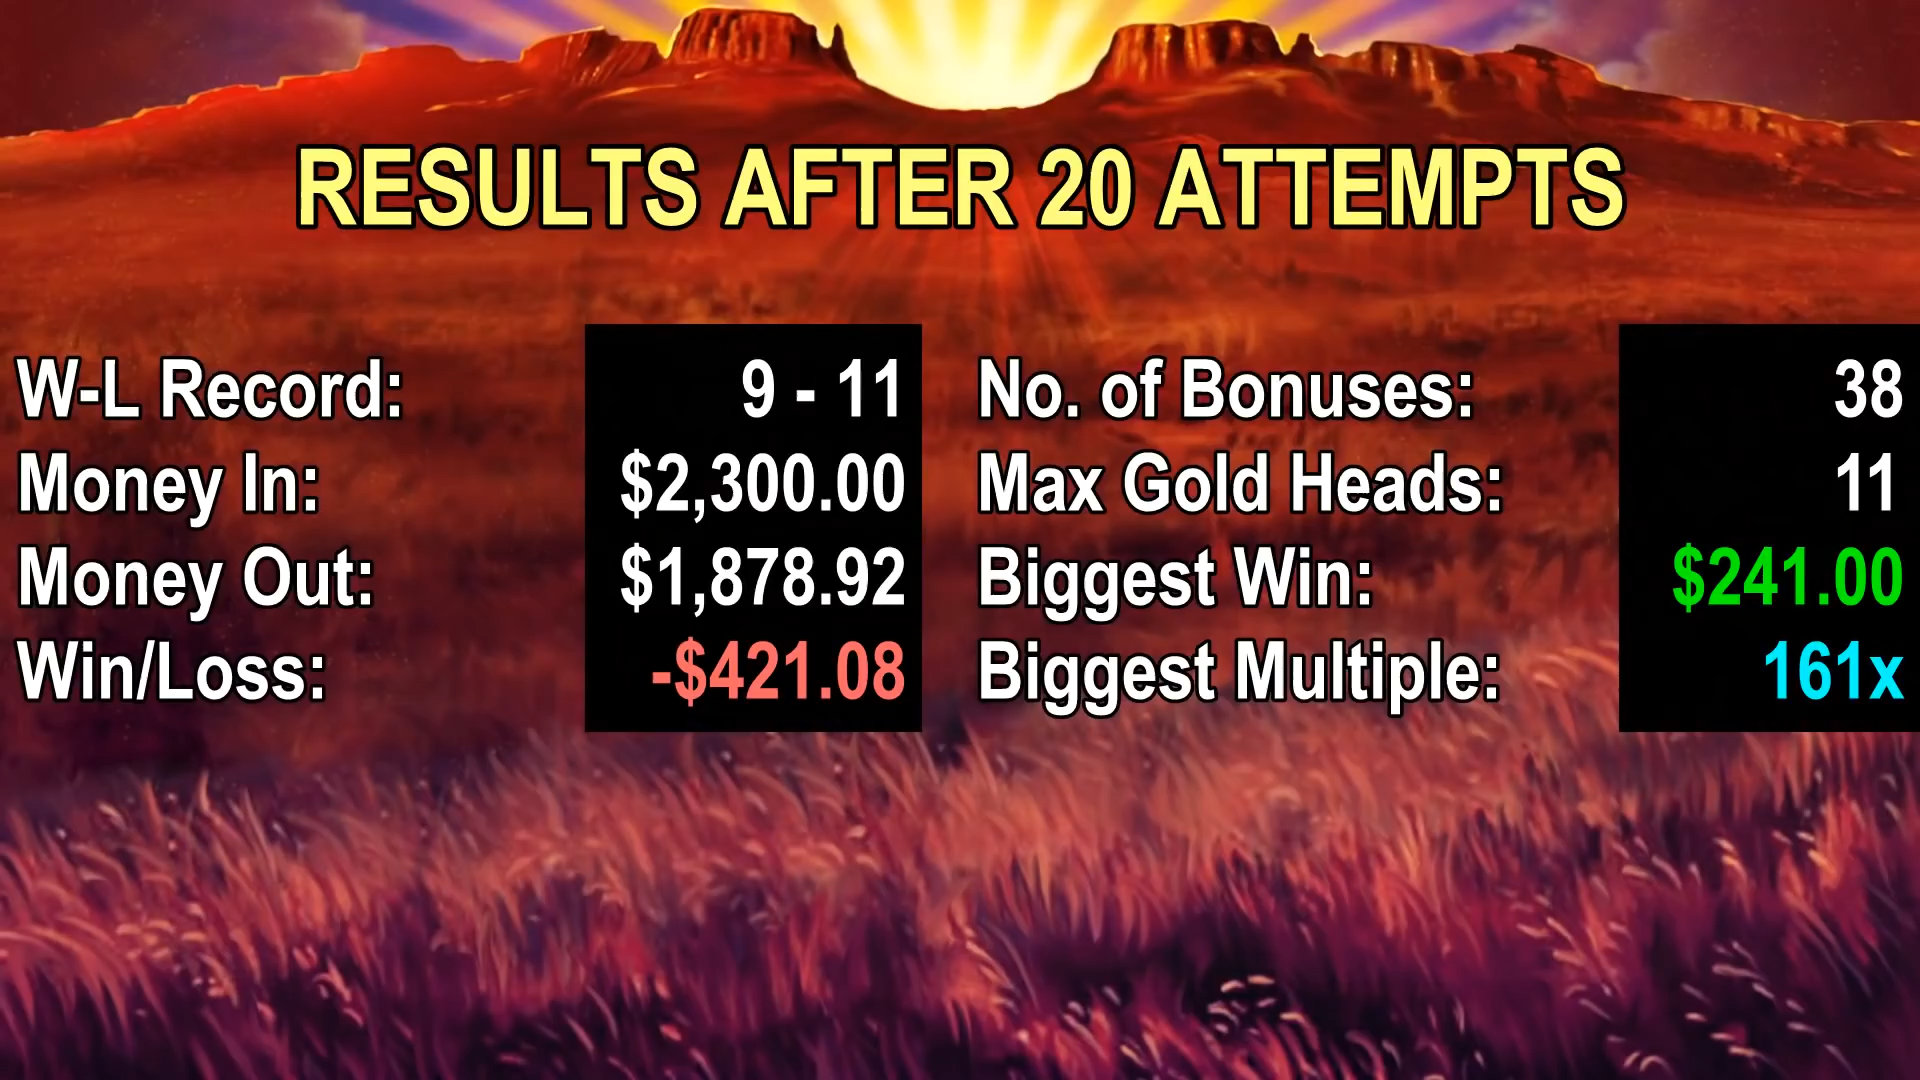 RESULTS AFTER 20 ATTEMPTS
W-L Record: 9 - 11
Money In: $2,300.00
Money Out: $1,878.92
Win/Loss: -$421.08
No. of Bonuses: 38
Max Gold Heads: 11
Biggest Win: $241.00
Biggest Multiple: 161x